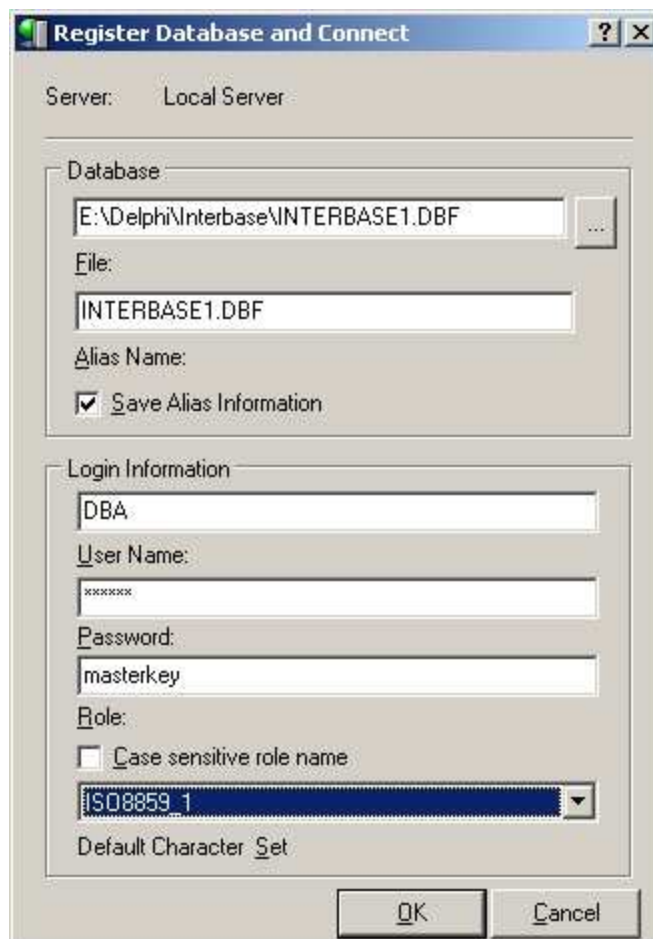 Register Database and Connect
Server: Local Server
Database
E:\Delphi\Interbase\INTERBASE1.DBF
...
File:
INTERBASE1.DBF
Alias Name:
Save Alias Information
Login Information
DBA
User Name:
******
Password:
masterkey
Role:
Case sensitive role name
ISO8859_1
Default Character Set
OK Cancel